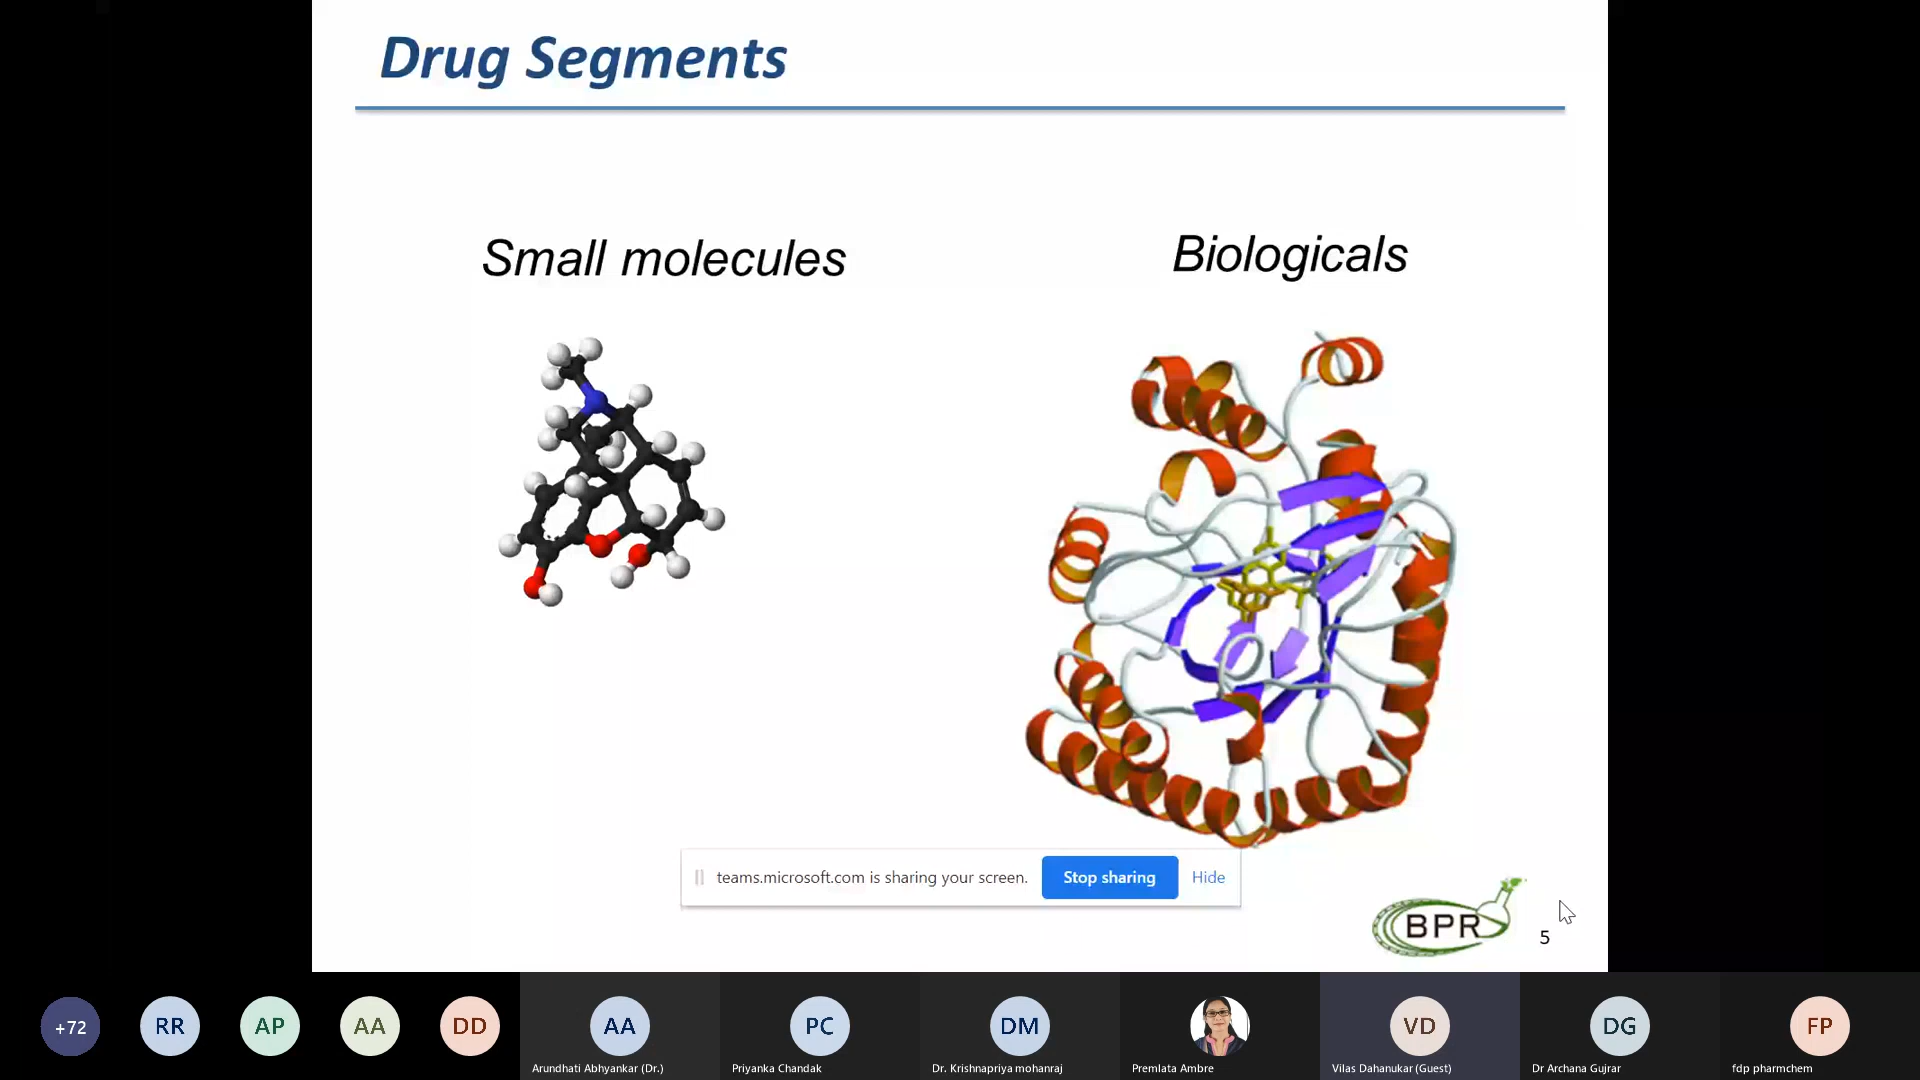 Drug Segments
Small molecules
Biologicals
teams.microsoft.com is sharing your screen.
Stop sharing
Hide
BPR
5
+72
RR
AP
AA
DD
AA
PC
DM
VD
DG
FP
Arundhati Abhyankar (Dr.)
Priyanka Chandak
Dr. Krishnapriya mohanraj
Premlata Ambre
Vilas Dahanukar (Guest)
Dr Archana Gujrar
fdp pharmchem